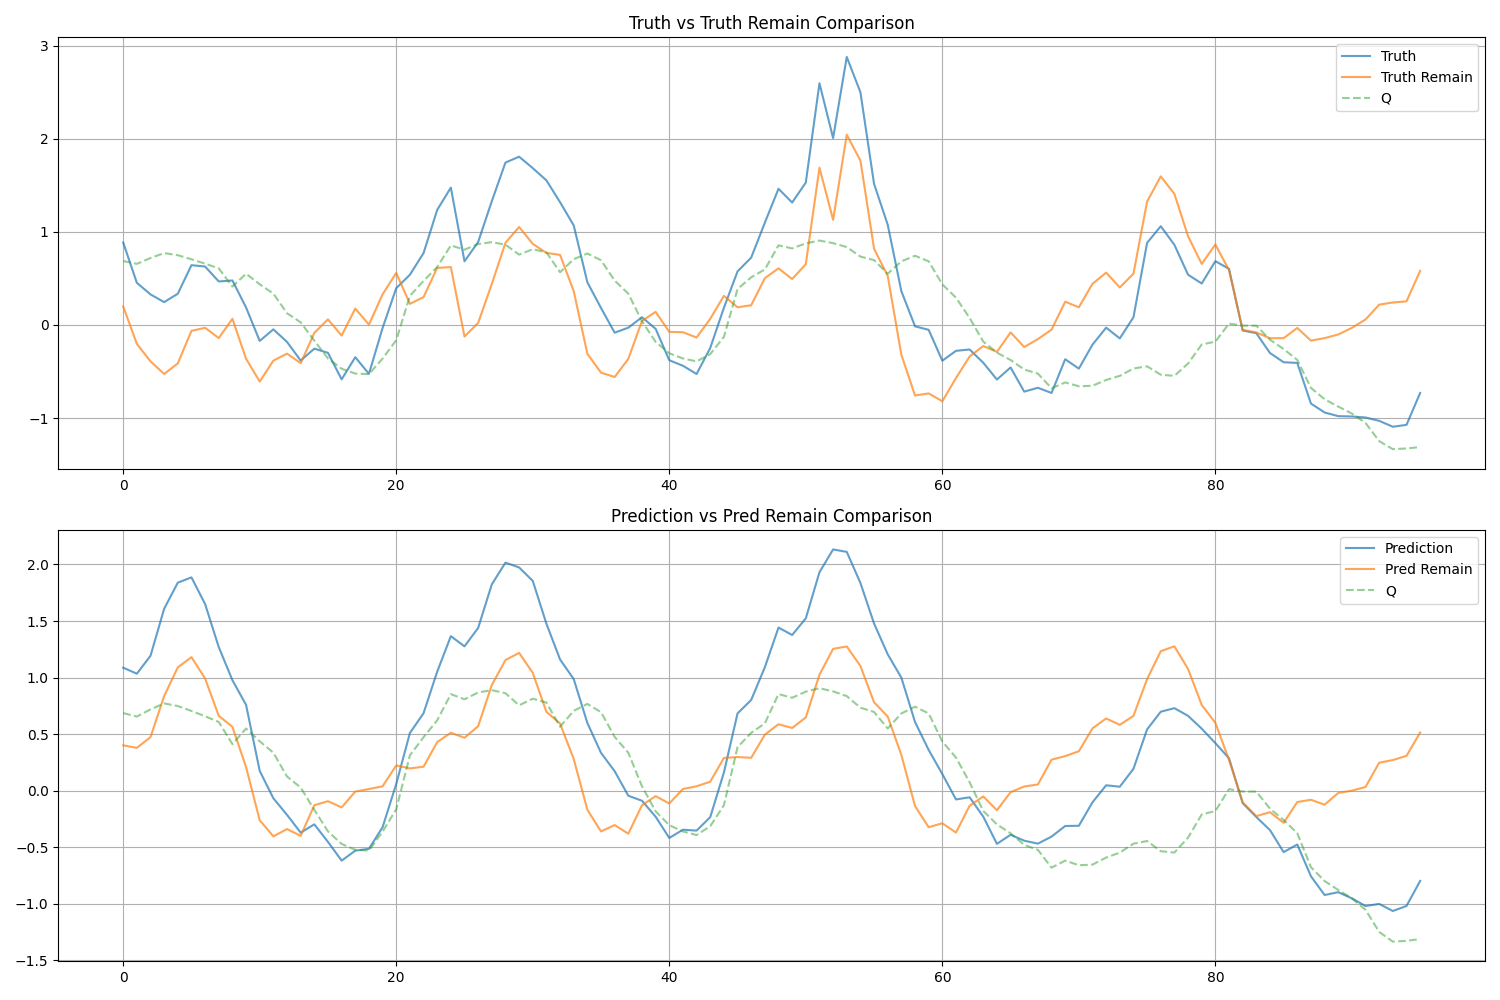 Truth vs Truth Remain Comparison
3
2
1
0
−1
0
20
40
60
80
Truth
Truth Remain
Q
Prediction vs Pred Remain Comparison
2.0
1.5
1.0
0.5
0.0
−0.5
−1.0
−1.5
0
20
40
60
80
Prediction
Pred Remain
Q